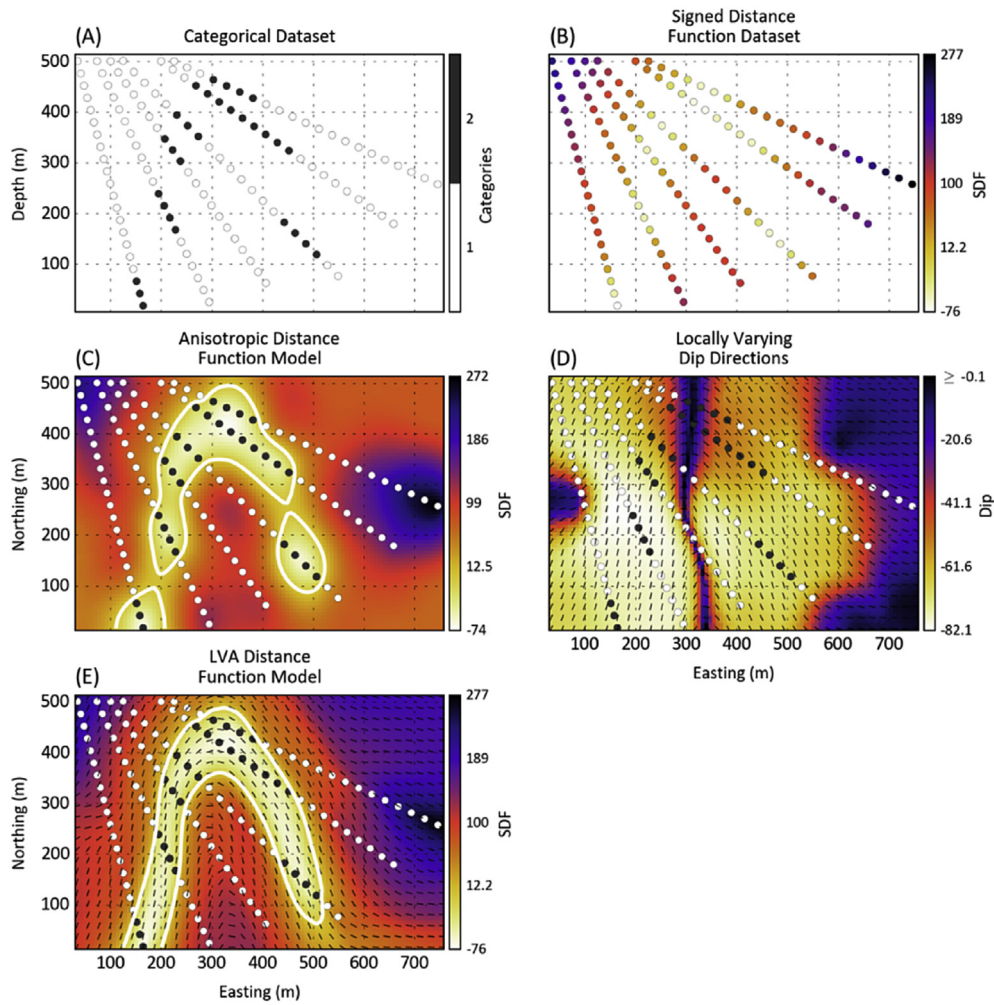 (A)
Categorical Dataset
500
400
300
200
100
Depth (m)
2
1
Categories
(B)
Signed Distance
Function Dataset
277
189
100
12.2
-76
SDF
(C)
Anisotropic Distance
Function Model
500
400
300
200
100
Northing (m)
272
186
99
12.5
-74
SDF
(D)
Locally Varying
Dip Directions
100 200 300 400 500 600 700
Easting (m)
≥ -0.1
-20.6
-41.1
-61.6
-82.1
Dip
(E)
LVA Distance
Function Model
500
400
300
200
100
Northing (m)
100 200 300 400 500 600 700
Easting (m)
277
189
100
12.2
-76
SDF